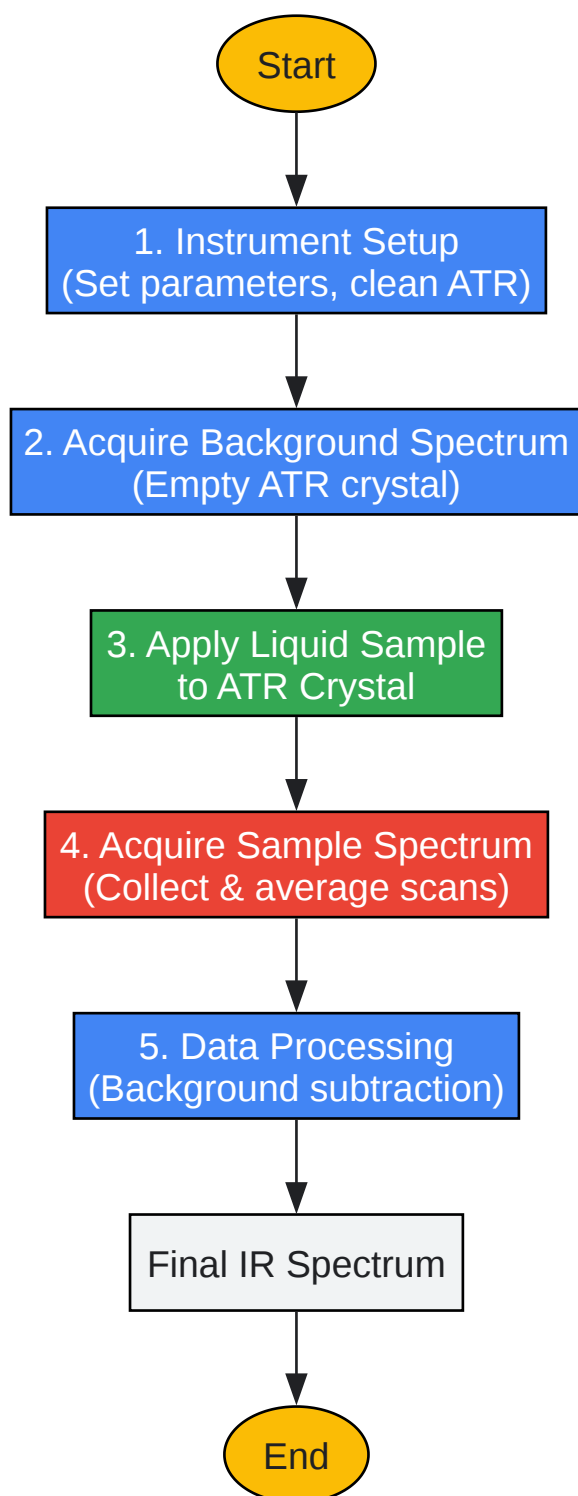 Start
1. Instrument Setup
(Set parameters, clean ATR)
2. Acquire Background Spectrum
(Empty ATR crystal)
3. Apply Liquid Sample
to ATR Crystal
4. Acquire Sample Spectrum
(Collect & average scans)
5. Data Processing
(Background subtraction)
Final IR Spectrum
End